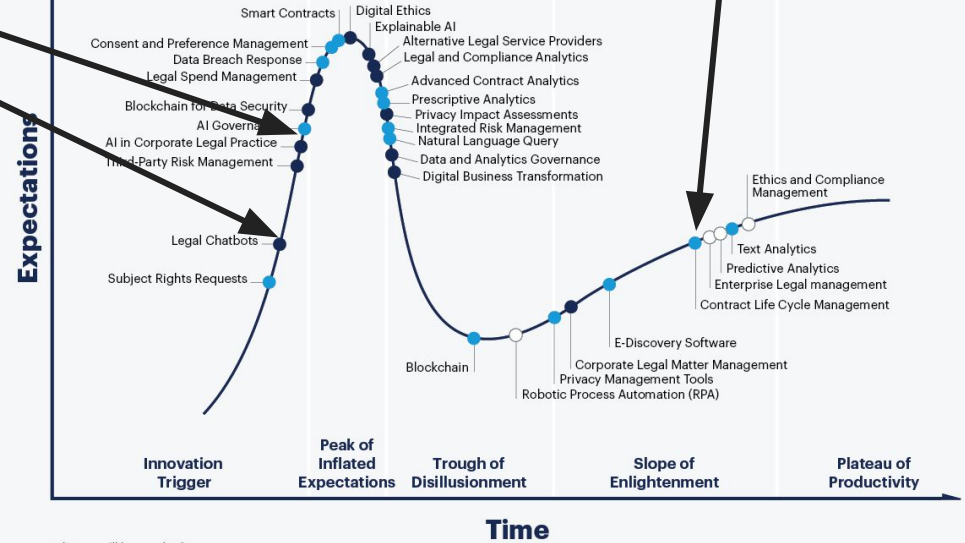 Smart Contracts
Digital Ethics
Explainable AI
Consent and Preference Management
Alternative Legal Service Providers
Data Breach Response
Legal and Compliance Analytics
Legal Spend Management
Advanced Contract Analytics
Prescriptive Analytics
Blockchain for Data Security
Privacy Impact Assessments
AI
Integrated Risk Management
AI in Corporate Legal Practice
Natural Language Query
Third-Party Risk Management
Data and Analytics Governance
Digital Business Transformation
Ethics and Compliance
Management
Legal Chatbots
Text Analytics
Subject Rights Requests
Predictive Analytics
Enterprise Legal management
Contract Life Cycle Management
E-Discovery Software
Blockchain
Corporate Legal Matter Management
Privacy Management Tools
Robotic Process Automation (RPA)
Expectations
Innovation
Trigger
Peak of
Inflated
Expectations
Trough of
Disillusionment
Slope of
Enlightenment
Plateau of
Productivity
Time